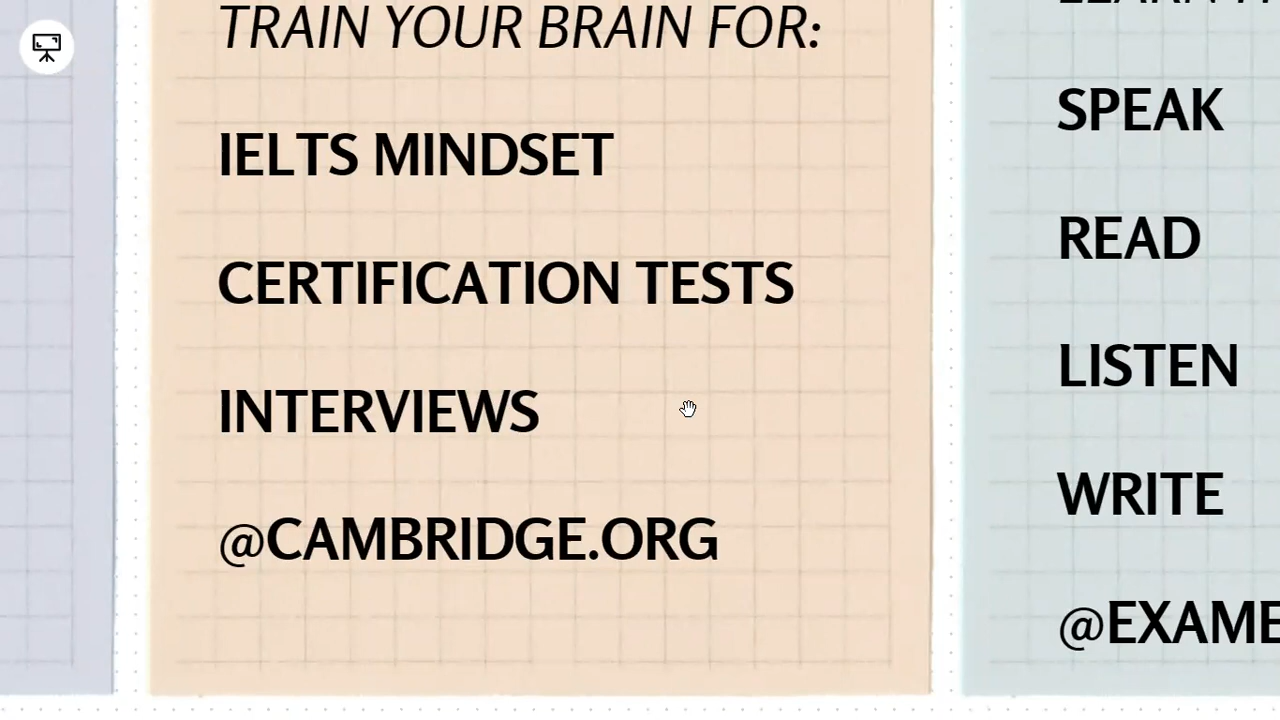 TRAIN YOUR BRAIN FOR:
IELTS MINDSET
CERTIFICATION TESTS
INTERVIEWS
@CAMBRIDGE.ORG
SPEAK
READ
LISTEN
WRITE